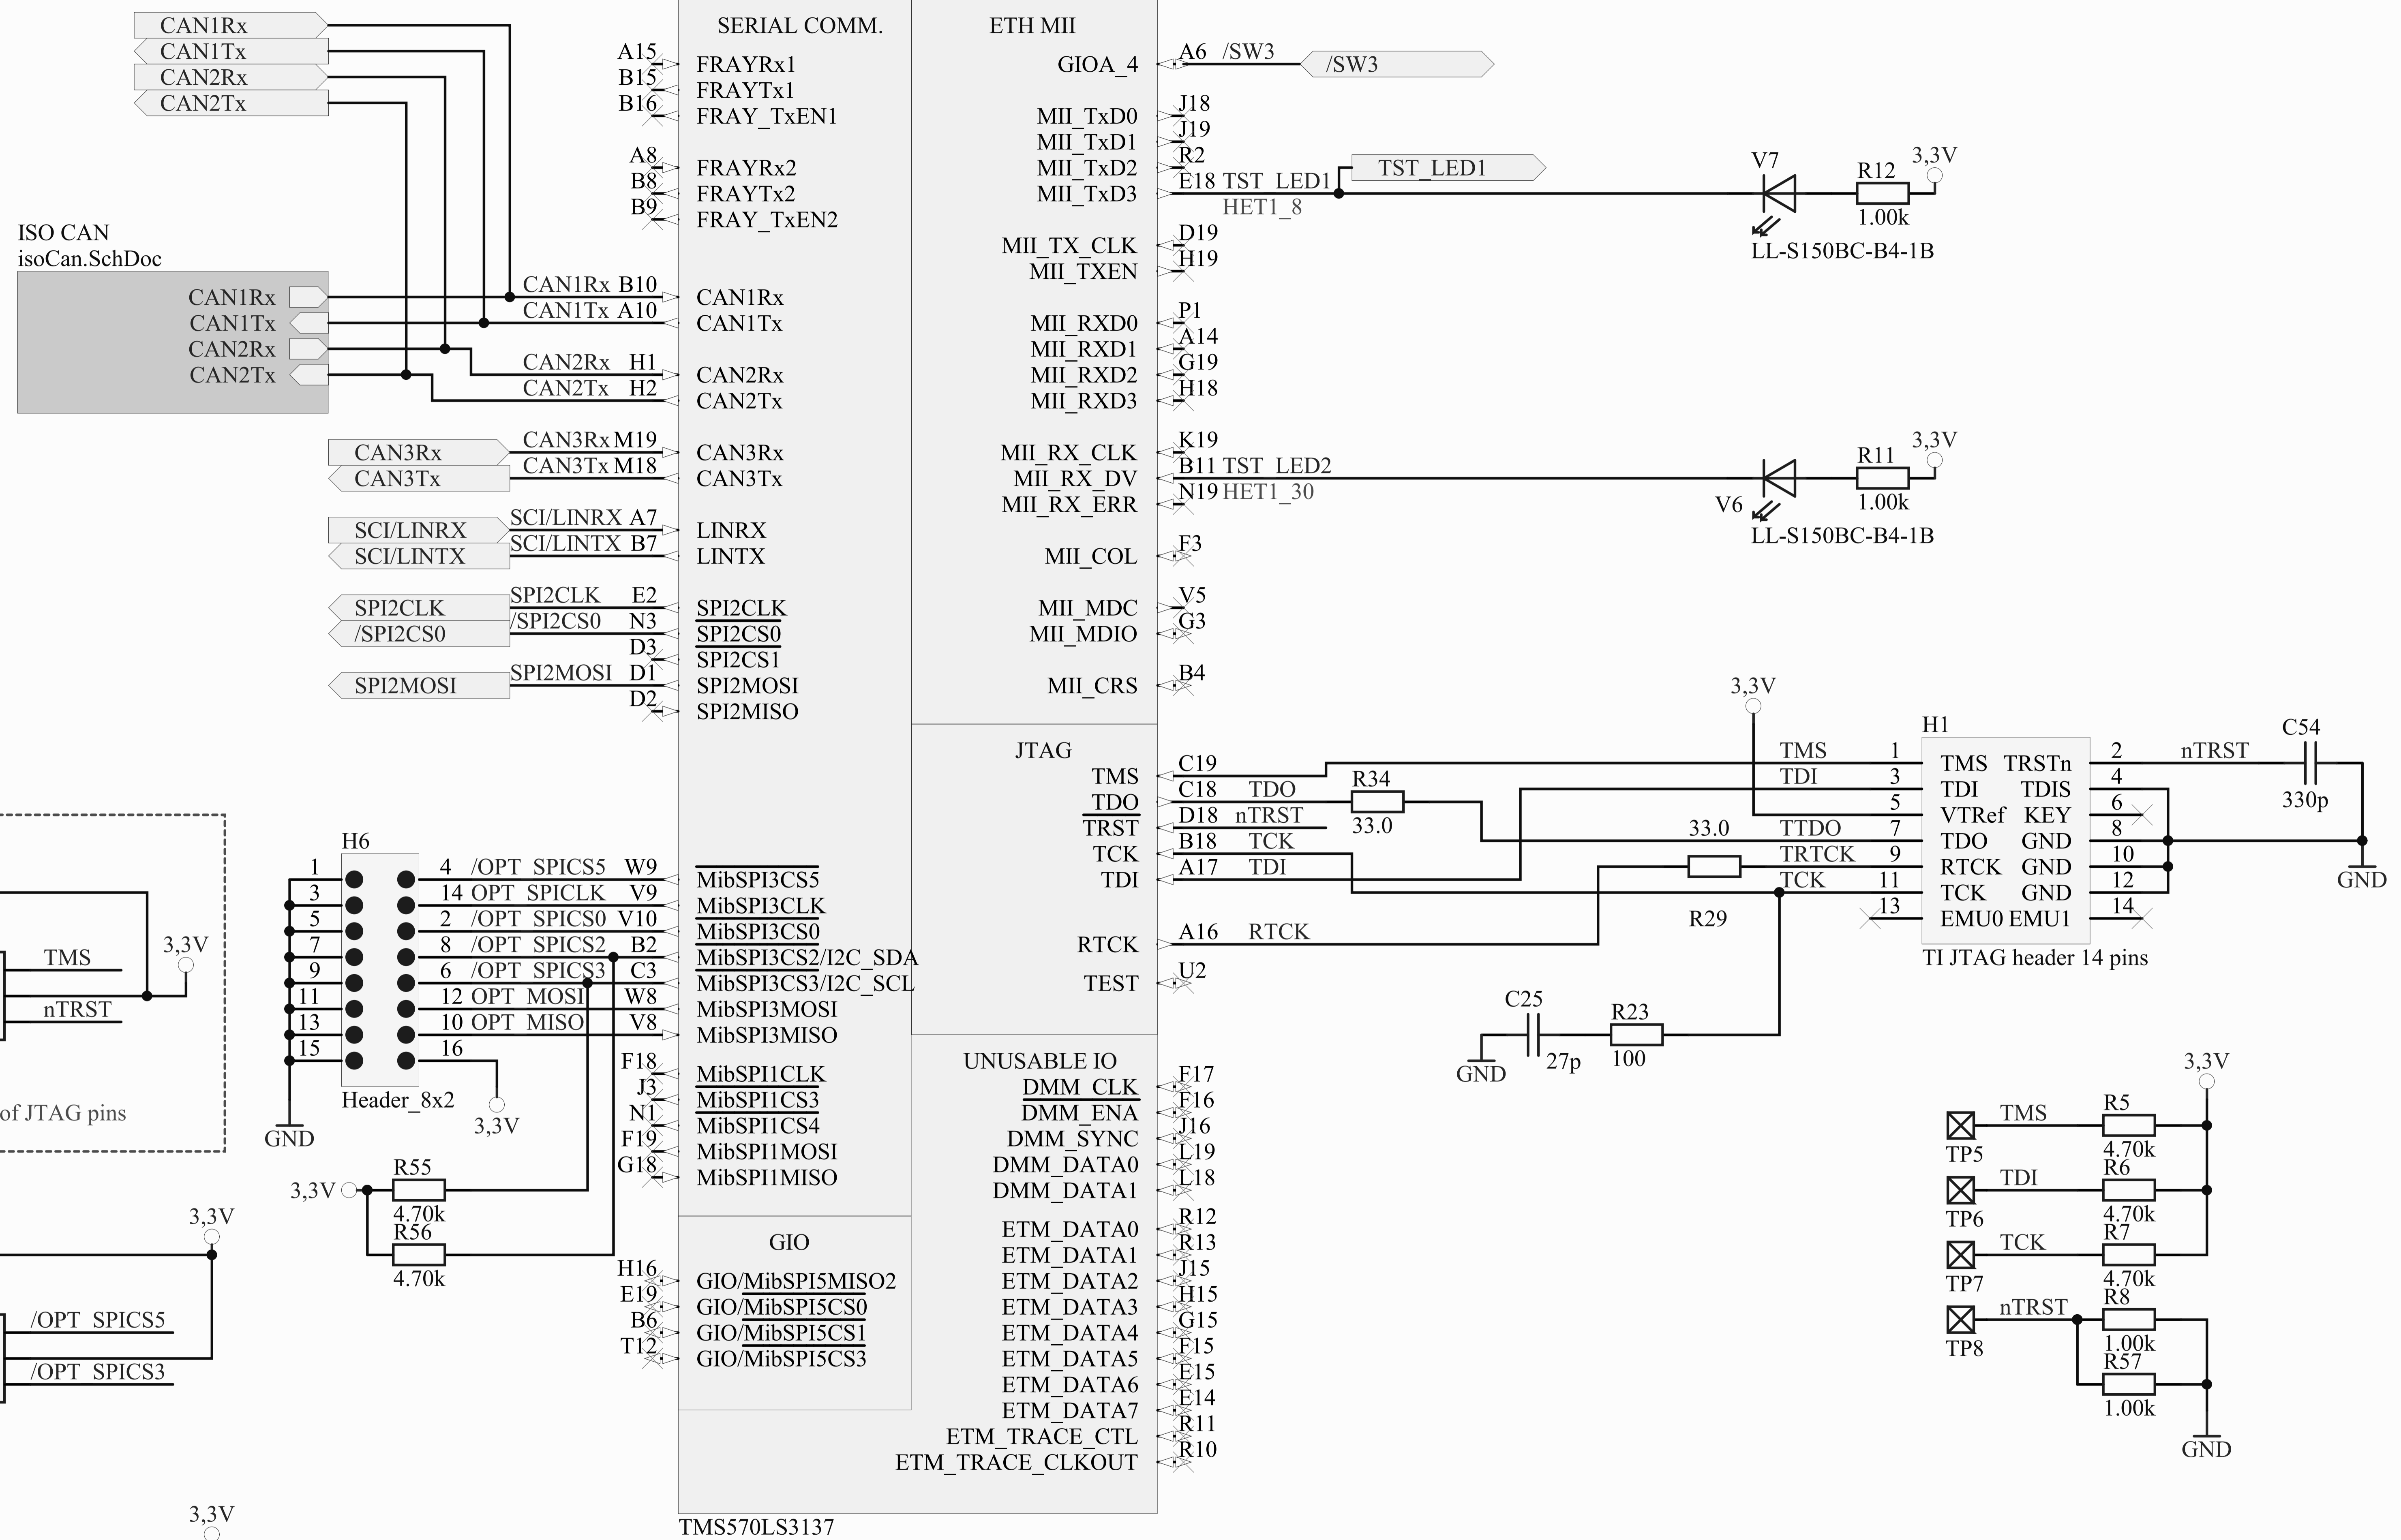 CAN1Rx
CAN1Tx
CAN2Rx
CAN2Tx
ISO CAN
isoCan.SchDoc
CAN1Rx
CAN1Tx
CAN2Rx
CAN2Tx
CAN1Rx B10
CAN1Tx A10
CAN2Rx H1
CAN2Tx H2
CAN3Rx CAN3Rx M19
CAN3Tx CAN3Tx M18
SCI/LINRX SCI/LINRX A7
SCI/LINTX SCI/LINTX B7
SPI2CLK SPI2CLK E2
/SPI2CS0 /SPI2CS0 N3
D3
SPI2MOSI SPI2MOSI D1
D2
SERIAL COMM.
A15 FRAYRx1
B15 FRAYTx1
B16 FRAY_TxEN1
A8 FRAYRx2
B8 FRAYTx2
B9 FRAY_TxEN2
CAN1Rx
CAN1Tx
CAN2Rx
CAN2Tx
CAN3Rx
CAN3Tx
LINRX
LINTX
SPI2CLK
SPI2CS0
SPI2CS1
SPI2MOSI
SPI2MISO
H6
1 4 /OPT_SPICS5 W9 MibSPI3CS5
3 14 OPT_SPICLK V9 MibSPI3CLK
5 2 /OPT_SPICS0 V10 MibSPI3CS0
7 8 /OPT_SPICS2 B2 MibSPI3CS2/I2C_SDA
9 6 /OPT_SPICS3 C3 MibSPI3CS3/I2C_SCL
11 12 OPT_MOSI W8 MibSPI3MOSI
13 10 OPT_MISO V8 MibSPI3MISO
15 16
Header_8x2
GND
3,3V
F18 MibSPI1CLK
J3 MibSPI1CS3
N1 MibSPI1CS4
F19 MibSPI1MOSI
G18 MibSPI1MISO
3,3V
R55
4.70k
R56
4.70k
GIO
H16 GIO/MibSPI5MISO2
E19 GIO/MibSPI5CS0
B6 GIO/MibSPI5CS1
T12 GIO/MibSPI5CS3
TMS
3,3V
nTRST
of JTAG pins
3,3V
/OPT_SPICS5
/OPT_SPICS3
3,3V
ETH MII
GIOA_4 A6 /SW3 /SW3
MII_TxD0 J18
MII_TxD1 J19
MII_TxD2 R2 TST_LED1
MII_TxD3 E18 TST_LED1
HET1_8
V7
R12
1.00k
3,3V
LL-S150BC-B4-1B
MII_TX_CLK D19
MII_TXEN H19
MII_RXD0 P1
MII_RXD1 A14
MII_RXD2 G19
MII_RXD3 H18
MII_RX_CLK K19
MII_RX_DV B11 TST_LED2
MII_RX_ERR N19 HET1_30
V6
R11
1.00k
3,3V
LL-S150BC-B4-1B
MII_COL F3
MII_MDC V5
MII_MDIO G3
MII_CRS B4
JTAG
TMS C19
TDO C18 TDO
TRST D18 nTRST
TCK B18 TCK
TDI A17 TDI
RTCK A16 RTCK
TEST U2
R34
33.0
3,3V
33.0
R29
H1
TMS 1 TMS TRSTn 2 nTRST
TDI 3 TDI TDIS 4
5 VTRef KEY 6
TTDO 7 TDO GND 8
TRTCK 9 RTCK GND 10
TCK 11 TCK GND 12
13 EMU0 EMU1 14
TI JTAG header 14 pins
C54
330p
GND
C25
27p
GND
R23
100
UNUSABLE IO
DMM_CLK F17
DMM_ENA F16
DMM_SYNC J16
DMM_DATA0 L19
DMM_DATA1 L18
ETM_DATA0 R12
ETM_DATA1 R13
ETM_DATA2 J15
ETM_DATA3 H15
ETM_DATA4 G15
ETM_DATA5 F15
ETM_DATA6 E15
ETM_DATA7 E14
ETM_TRACE_CTL R11
ETM_TRACE_CLKOUT R10
TMS570LS3137
3,3V
TP5 TMS R5
4.70k
TP6 TDI R6
4.70k
TP7 TCK R7
4.70k
TP8 nTRST R8
1.00k
R57
1.00k
GND